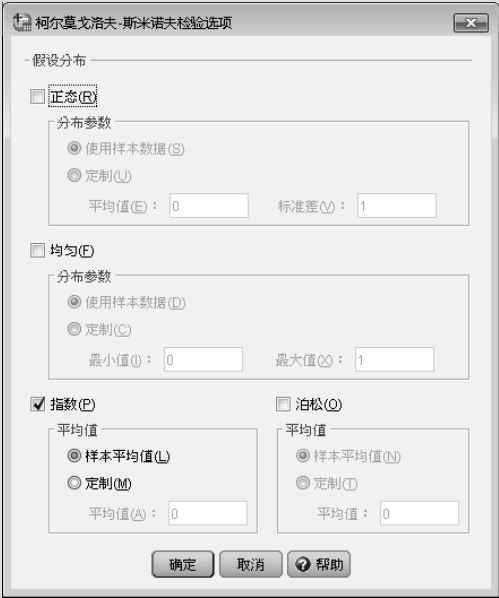 柯尔莫戈洛夫-斯米诺夫检验选项
假设分布
正态(R)
分布参数
使用样本数据(S)
定制(U)
平均值(E)： 0 标准差(V)： 1
均匀(F)
分布参数
使用样本数据(D)
定制(C)
最小值(I)： 0 最大值(X)： 1
指数(P) 泊松(O)
平均值 平均值
样本平均值(L) 样本平均值(N)
定制(M) 定制(T)
平均值(A)： 0 平均值： 0
确定 取消 帮助